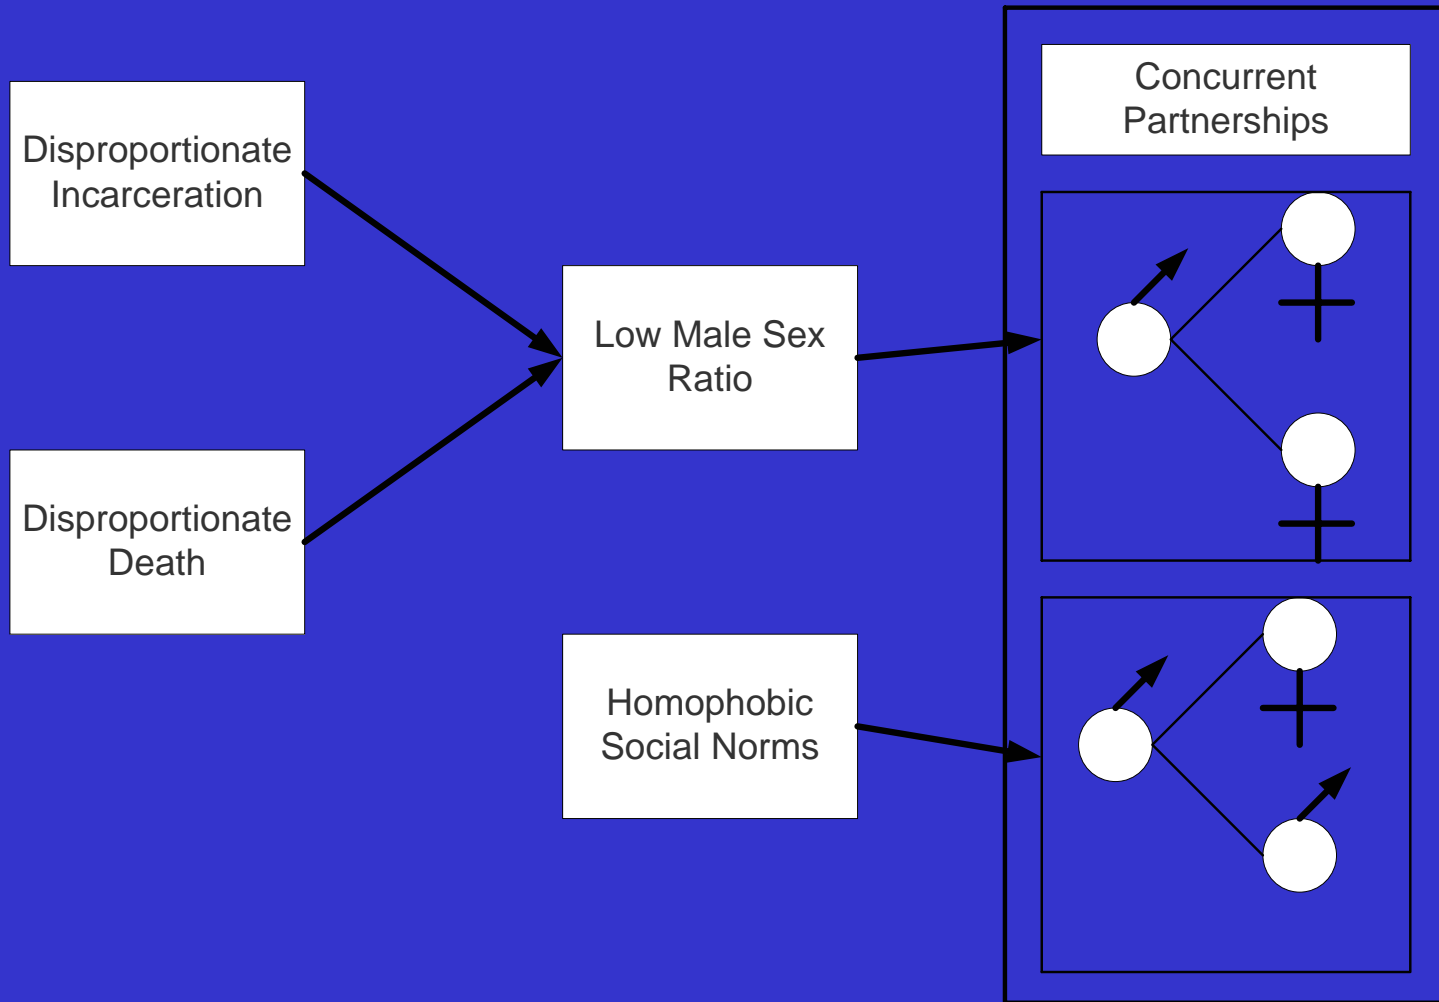 Disproportionate
Incarceration
Disproportionate
Death
Low Male Sex
Ratio
Homophobic
Social Norms
Concurrent
Partnerships